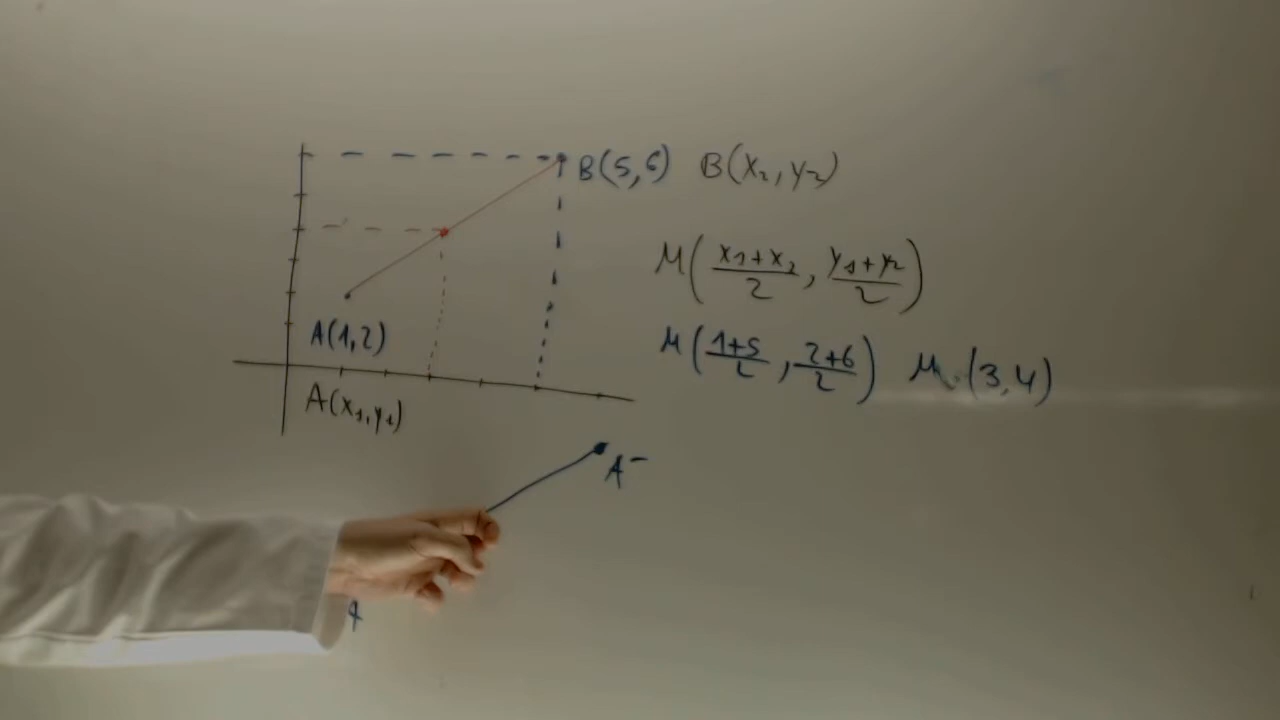 B(5,6) B(x₂,y₂)
M(x₁+x₂/2, y₁+y₂/2)
A(1,2)
M(1+5/2, 2+6/2) M(3,4)
A(x₁,y₁)
A-
A